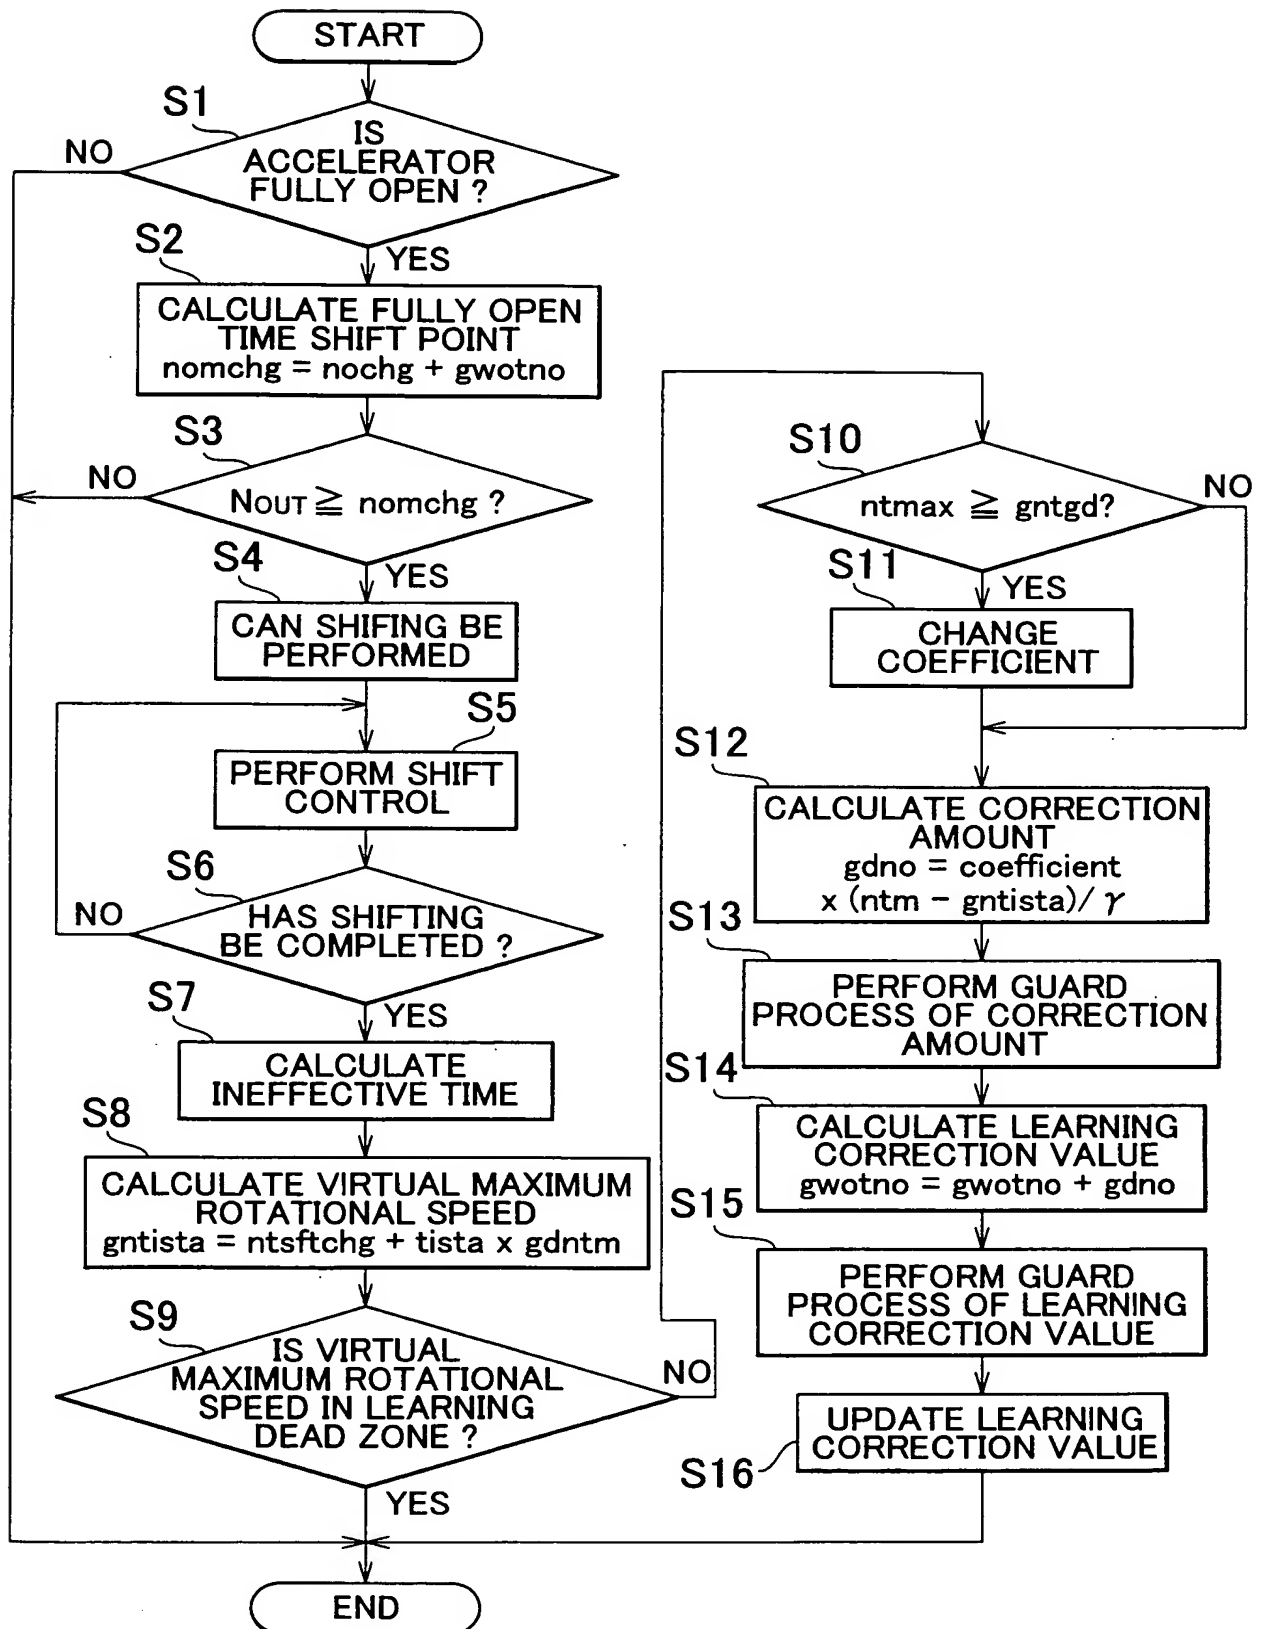 START
S1
IS
ACCELERATOR
FULLY OPEN ?
NO
YES
S2
CALCULATE FULLY OPEN
TIME SHIFT POINT
nomchg = nochg + gwotno
S3
NOUT ≧ nomchg ?
NO
YES
S4
CAN SHIFING BE
PERFORMED
S5
PERFORM SHIFT
CONTROL
S6
HAS SHIFTING
BE COMPLETED ?
NO
YES
S7
CALCULATE
INEFFECTIVE TIME
S8
CALCULATE VIRTUAL MAXIMUM
ROTATIONAL SPEED
gntista = ntsftchg + tista x gdntm
S9
IS VIRTUAL
MAXIMUM ROTATIONAL
SPEED IN LEARNING
DEAD ZONE ?
NO
YES
S10
ntmax ≧ gntgd?
NO
YES
S11
CHANGE
COEFFICIENT
S12
CALCULATE CORRECTION
AMOUNT
gdno = coefficient
x (ntm − gntista)/ γ
S13
PERFORM GUARD
PROCESS OF CORRECTION
AMOUNT
S14
CALCULATE LEARNING
CORRECTION VALUE
gwotno = gwotno + gdno
S15
PERFORM GUARD
PROCESS OF LEARNING
CORRECTION VALUE
S16
UPDATE LEARNING
CORRECTION VALUE
END